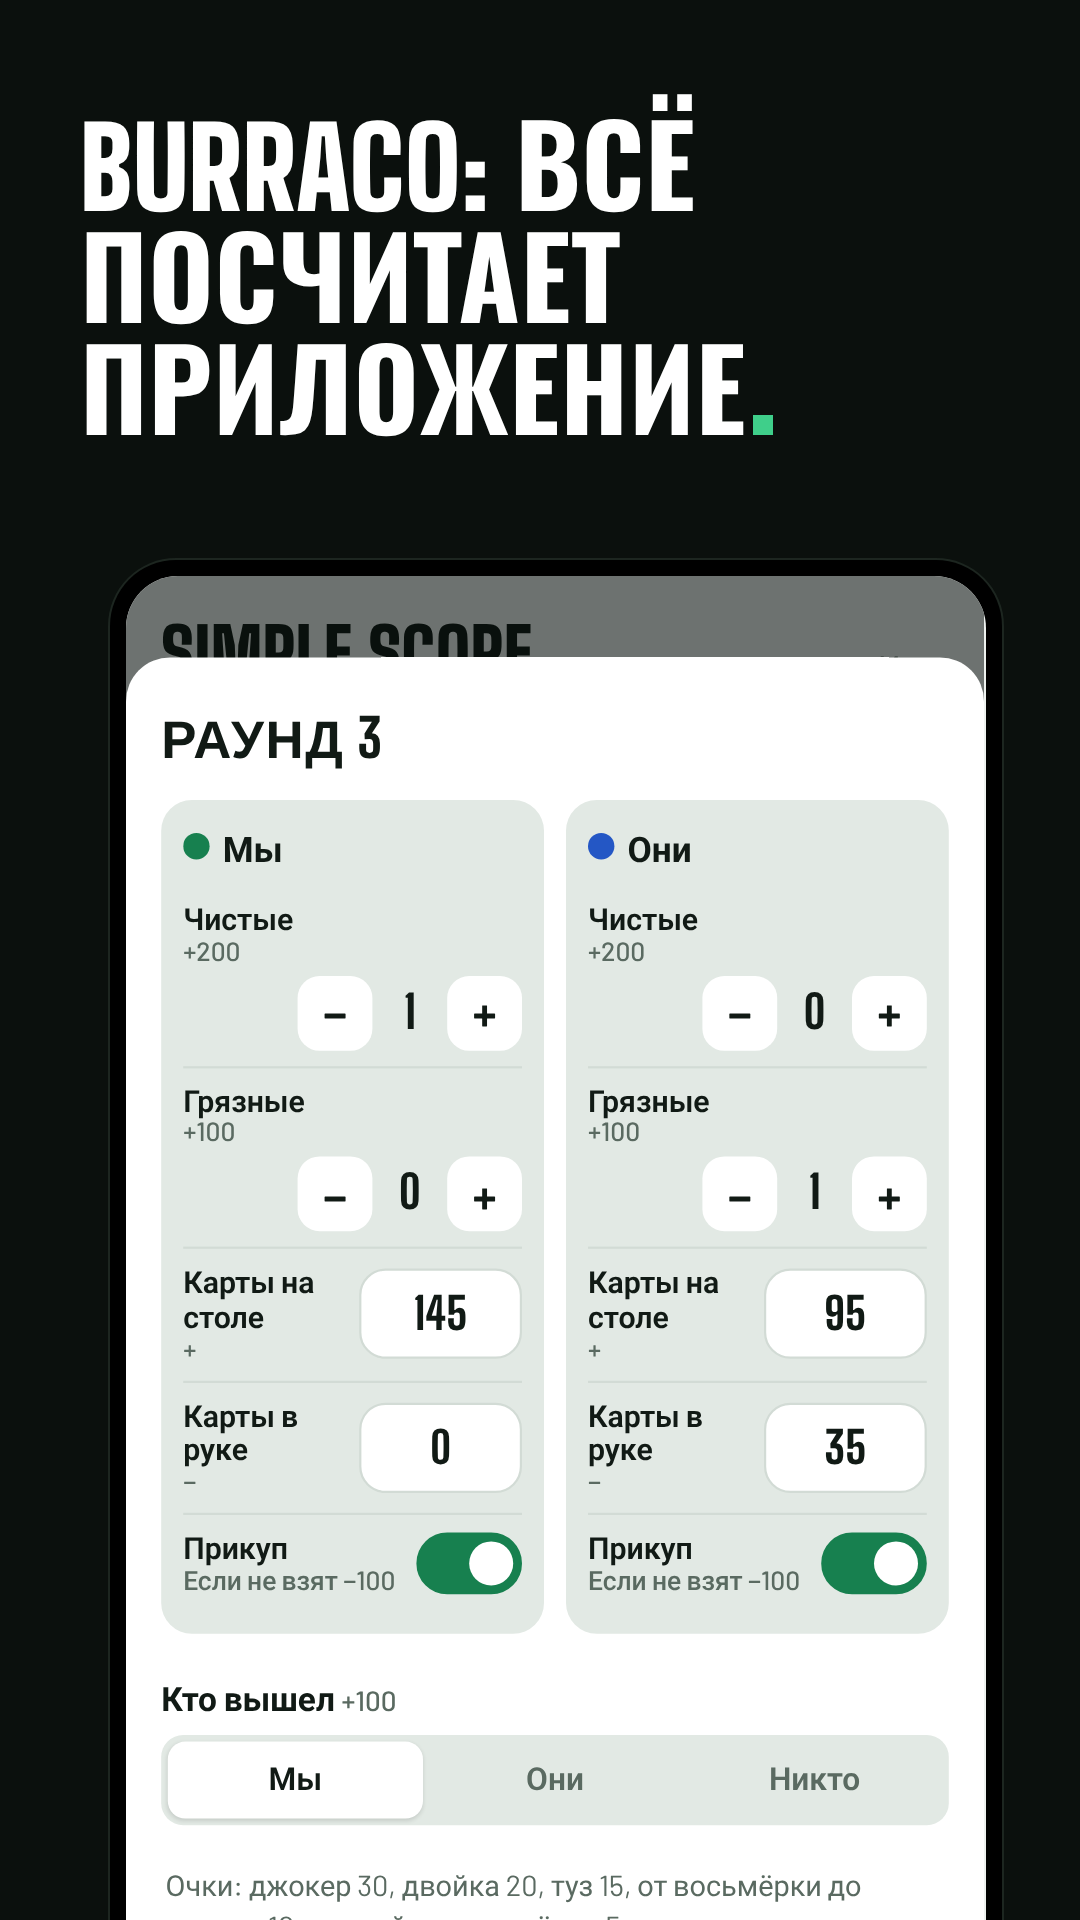 BURRACO: ВСЁ
ПОСЧИТАЕТ
ПРИЛОЖЕНИЕ.
SIMPLE SCORE
РАУНД 3
Мы
Чистые
+200
− 1 +
Грязные
+100
− 0 +
Карты на
столе
+
145
Карты в
руке
−
0
Прикуп
Если не взят −100
Они
Чистые
+200
− 0 +
Грязные
+100
− 1 +
Карты на
столе
+
95
Карты в
руке
−
35
Прикуп
Если не взят −100
Кто вышел +100
Мы Они Никто
Очки: джокер 30, двойка 20, туз 15, от восьмёрки до